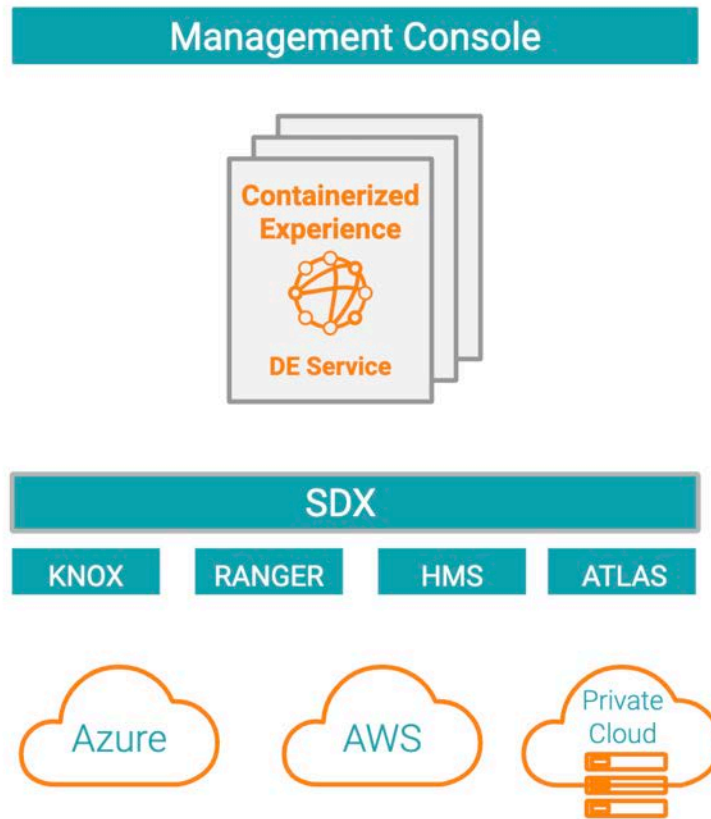 Management Console
Containerized
Experience
DE Service
SDX
KNOX
RANGER
HMS
ATLAS
Azure
AWS
Private
Cloud